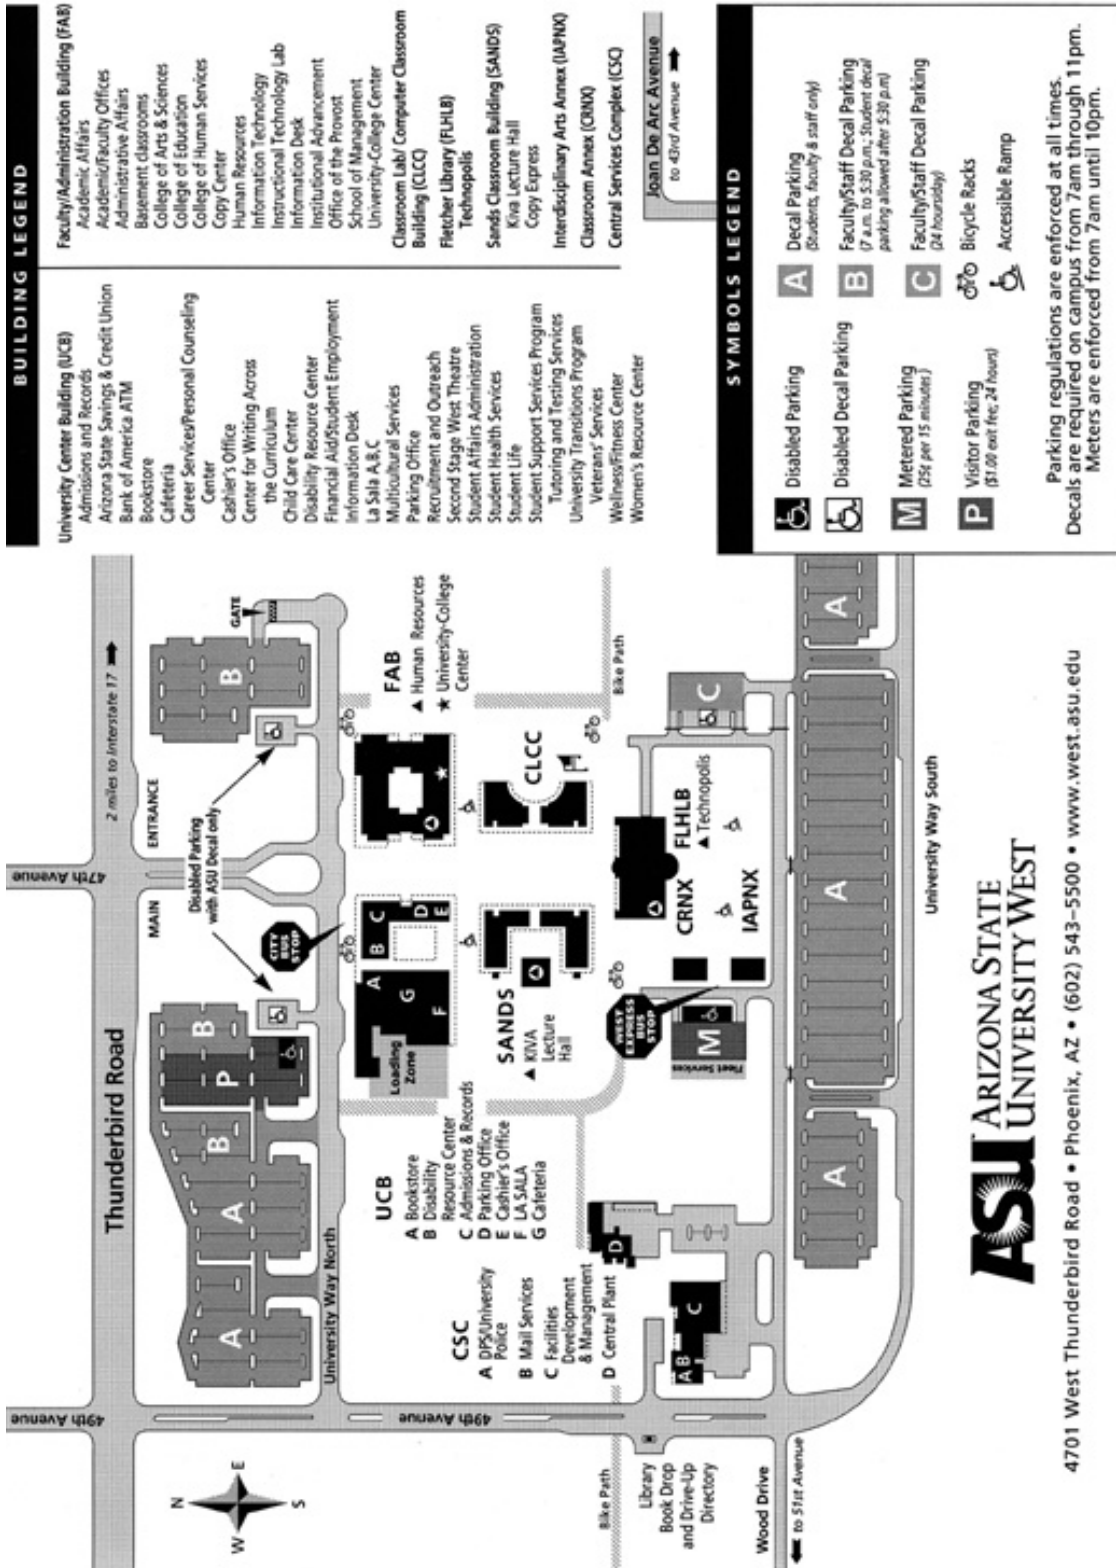 BUILDING LEGEND
University Center Building (UCB)
Admissions and Records
Arizona State Savings & Credit Union
Bank of America ATM
Bookstore
Cafeteria
Career Services/Personal Counseling
Center
Cashier's Office
Center for Writing Across
the Curriculum
Child Care Center
Disability Resource Center
Financial Aid/Student Employment
Information Desk
La Sala A,B,C
Multicultural Services
Parking Office
Recruitment and Outreach
Second Stage West Theatre
Student Affairs Administration
Student Health Services
Student Life
Student Support Services Program
Tutoring and Testing Services
University Transitions Program
Veterans' Services
Wellness/Fitness Center
Women's Resource Center
Faculty/Administration Building (FAB)
Academic Affairs
Academic/Faculty Offices
Administrative Affairs
Basement classrooms
College of Arts & Sciences
College of Education
College of Human Services
Copy Center
Human Resources
Information Technology
Instructional Technology Lab
Information Desk
Institutional Advancement
Office of the Provost
School of Management
University-College Center
Classroom Lab/ Computer Classroom
Building (CLCC)
Fletcher Library (FLHLB)
Technopolis
Sands Classroom Building (SANDS)
Kiva Lecture Hall
Copy Express
Interdisciplinary Arts Annex (IAPNX)
Classroom Annex (CRNX)
Central Services Complex (CSC)
Joan De Arc Avenue
to 43rd Avenue
SYMBOLS LEGEND
Disabled Parking
Disabled Decal Parking
M Metered Parking
(25¢ per 15 minutes)
P Visitor Parking
($1.00 exit fee; 24 hours)
A Decal Parking
(Students, faculty & staff only)
B Faculty/Staff Decal Parking
(7 a.m. to 5:30 p.m.; Student decal
parking allowed after 5:30 p.m)
C Faculty/Staff Decal Parking
(24 hours/day)
Bicycle Racks
Accessible Ramp
Parking regulations are enforced at all times.
Decals are required on campus from 7am through 11pm.
Meters are enforced from 7am until 10pm.
49th Avenue
Thunderbird Road
47th Avenue
2 miles to Interstate 17
MAIN
ENTRANCE
Disabled Parking
with ASU Decal only
GATE
A
A
B
P
B
B
CITY
BUS
STOP
University Way North
N
W
E
S
49th Avenue
UCB
A Bookstore
B Disability
Resource Center
C Admissions & Records
D Parking Office
E Cashier's Office
F LA SALA
G Cafeteria
Loading
Zone
A
B
C
D
E
F
G
FAB
Human Resources
University-College
Center
CSC
A DPS/University
Police
B Mail Services
C Facilities
Development
& Management
D Central Plant
SANDS
KIVA
Lecture
Hall
CLCC
Bike Path
Bike Path
WEST
EXPRESS
BUS
STOP
D
A B
C
Fleet Services
M
CRNX
IAPNX
FLHLB
Technopolis
C
Library
Book Drop
and Drive-Up
Directory
Wood Drive
to 51st Avenue
A
A
A
University Way South
ASU ARIZONA STATE
UNIVERSITY WEST
4701 West Thunderbird Road • Phoenix, AZ • (602) 543-5500 • www.west.asu.edu